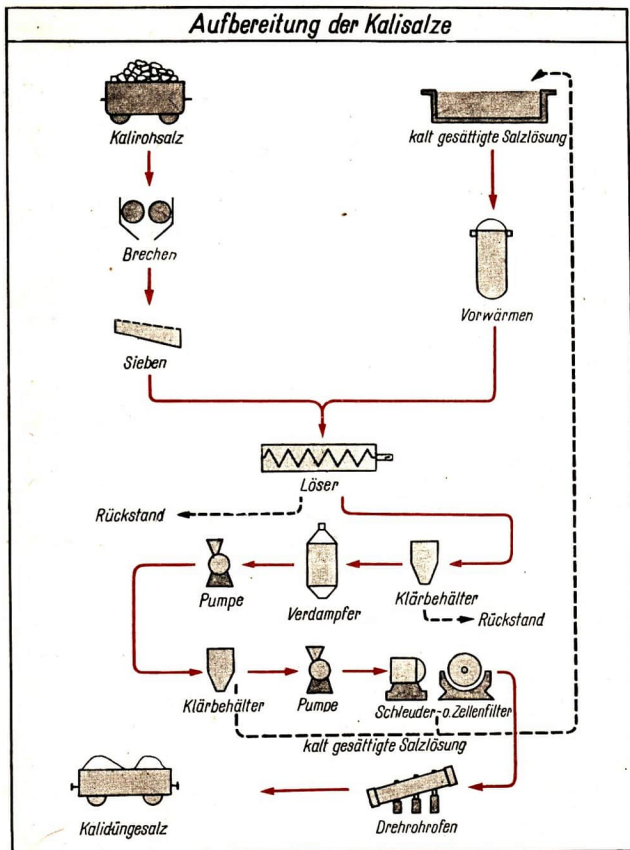 Aufbereitung der Kalisalze
Kalirohsalz
kalt gesättigte Salzlösung
Brechen
Vorwärmen
Sieben
Löser
Rückstand
Pumpe
Verdampfer
Klärbehälter
Rückstand
Klärbehälter
Pumpe
Schleuder-o.Zellenfilter
kalt gesättigte Salzlösung
Kalidüngesalz
Drehrohrofen